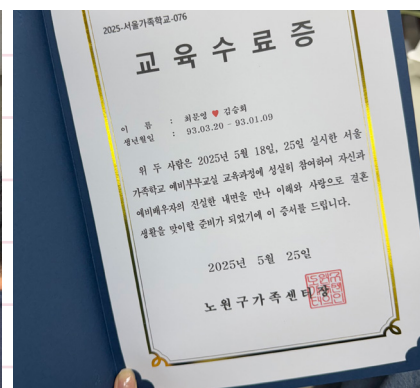 2025-서울가족학교-076
교육수료증
이 름 : 최문영 ♥ 김승회
생년월일 : 93.03.20 - 93.01.09
위 두 사람은 2025년 5월 18일, 25일 실시한 서울
가족학교 예비부부교실 교육과정에 성실히 참여하여 자신과
예비배우자의 진실한 내면을 만나 이해와 사랑으로 결혼
생활을 맞이할 준비가 되었기에 이 증서를 드립니다.
2025년 5월 25일
노원구가족센터장